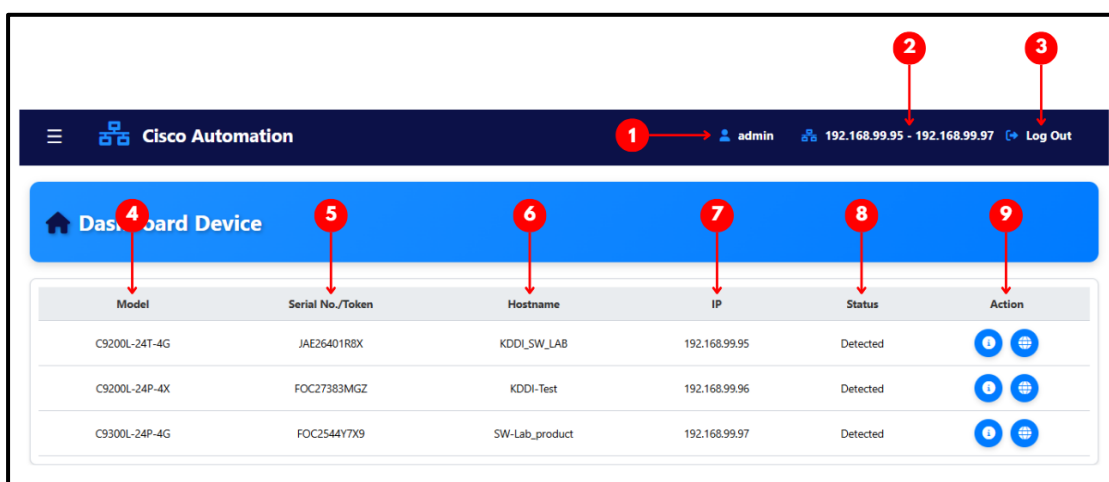 2 3
Cisco Automation 1 admin 192.168.99.95 - 192.168.99.97 Log Out
Dashboard Device 4 5 6 7 8 9
Model Serial No./Token Hostname IP Status Action
C9200L-24T-4G JAE26401R8X KDDI_SW_LAB 192.168.99.95 Detected
C9200L-24P-4X FOC27383MGZ KDDI-Test 192.168.99.96 Detected
C9300L-24P-4G FOC2544Y7X9 SW-Lab_product 192.168.99.97 Detected